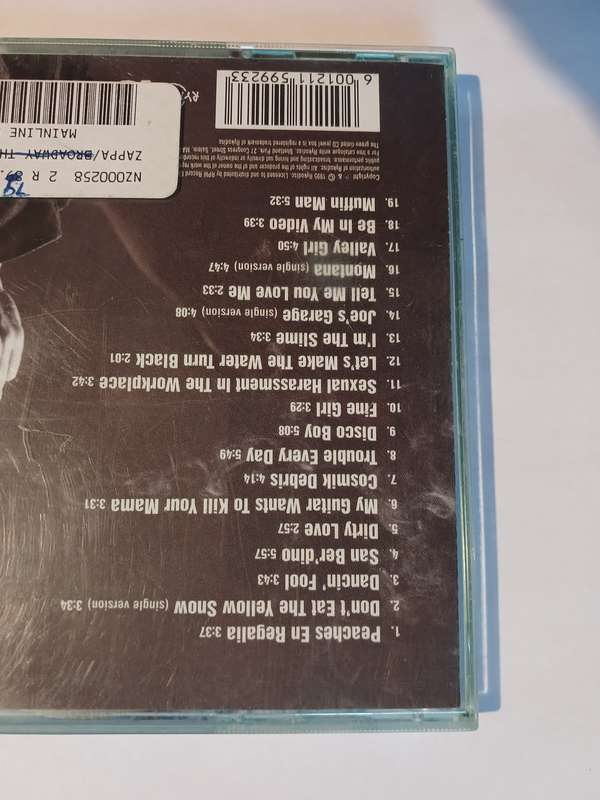 1. Peaches En Regalia 3:37
2. Don't Eat The Yellow Snow (single version) 3:34
3. Dancin' Fool 3:43
4. San Ber'dino 5:57
5. Dirty Love 2:57
6. My Guitar Wants To Kill Your Mama 3:31
7. Cosmik Debris 4:14
8. Trouble Every Day 5:49
9. Disco Boy 5:08
10. Fine Girl 3:29
11. Sexual Harassment In The Workplace 3:42
12. Let's Make The Water Turn Black 2:01
13. I'm The Slime 3:34
14. Joe's Garage (single version) 4:08
15. Tell Me You Love Me 2:33
16. Montana (single version) 4:47
17. Valley Girl 4:50
18. Be In My Video 3:39
19. Muffin Man 5:32
NZ000258 2 R
ZAPPA/BROADWAY TH
MAINLINE
79
6 001211 599233
RY